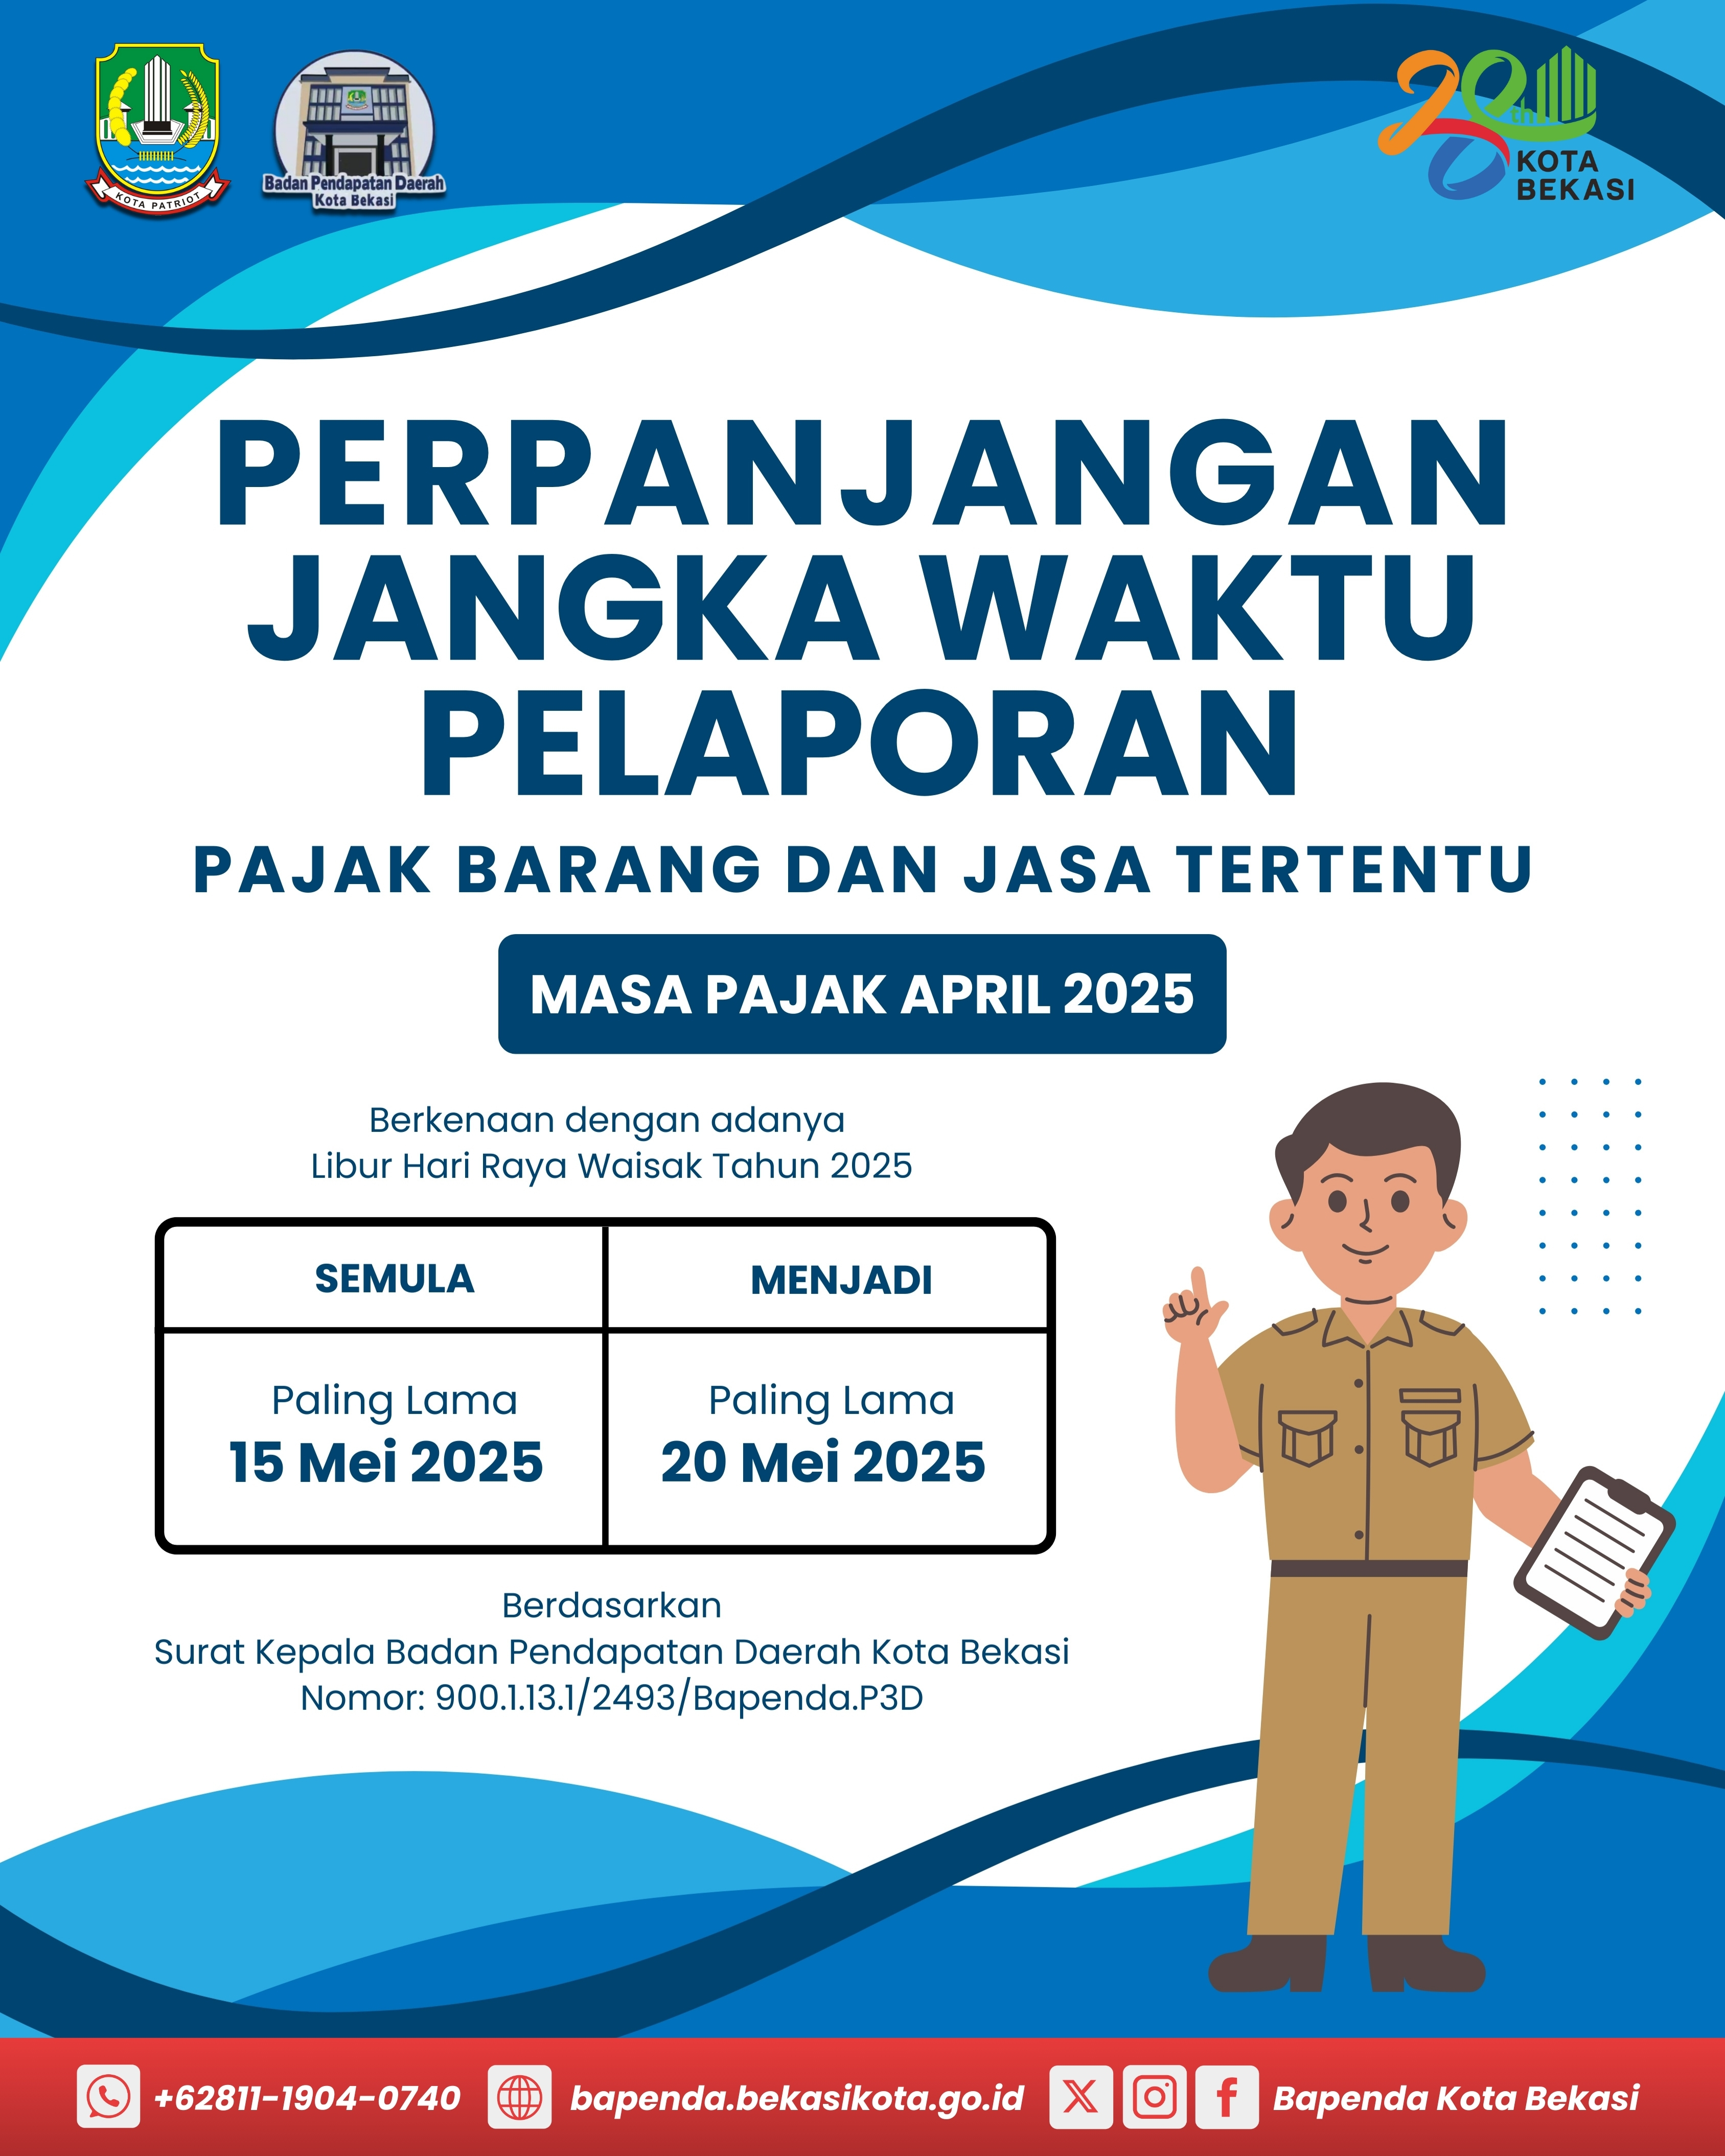 KOTA PATRIOT
Badan Pendapatan Daerah
Kota Bekasi
28th
KOTA
BEKASI
PERPANJANGAN
JANGKA WAKTU
PELAPORAN
PAJAK BARANG DAN JASA TERTENTU
MASA PAJAK APRIL 2025
Berkenaan dengan adanya
Libur Hari Raya Waisak Tahun 2025
SEMULA
MENJADI
Paling Lama
15 Mei 2025
Paling Lama
20 Mei 2025
Berdasarkan
Surat Kepala Badan Pendapatan Daerah Kota Bekasi
Nomor: 900.1.13.1/2493/Bapenda.P3D
+62811-1904-0740
bapenda.bekasikota.go.id
Bapenda Kota Bekasi